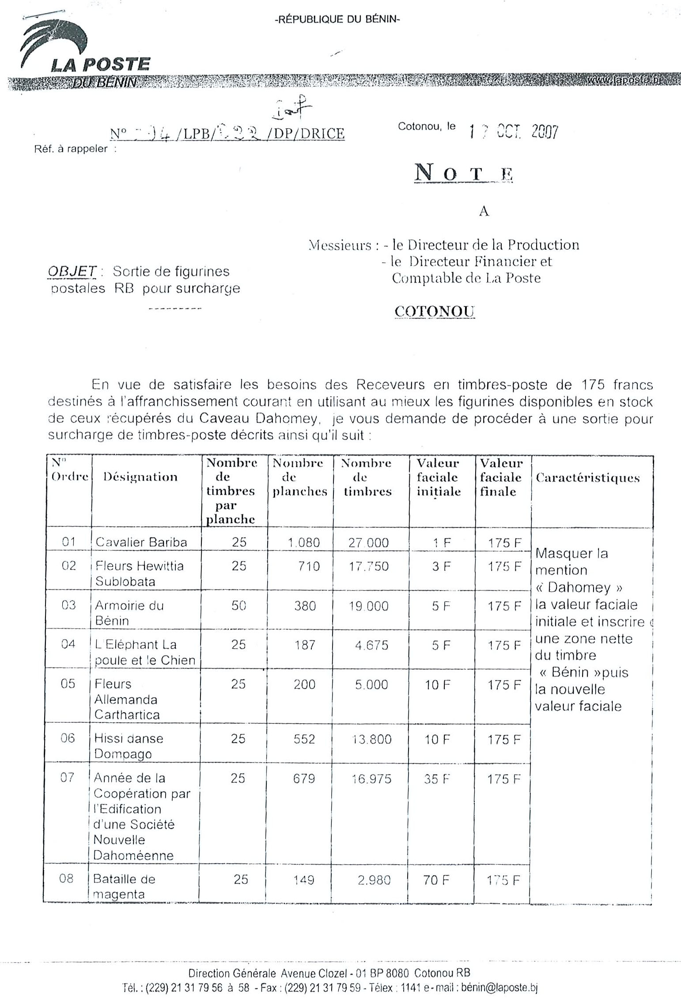 -RÉPUBLIQUE DU BÉNIN-
LA POSTE
DU BENIN
www.laposte.bj
N° 04 /LPB/ 22 /DP/DRICE
Cotonou, le 1 OCT. 2007
Réf. à rappeler :
NOTE
A
Messieurs : - le Directeur de la Production
- le Directeur Financier et
Comptable de La Poste
OBJET : Sortie de figurines
postales RB pour surcharge
----------
COTONOU
En vue de satisfaire les besoins des Receveurs en timbres-poste de 175 francs
destinés à l'affranchissement courant en utilisant au mieux les figurines disponibles en stock
de ceux récupérés du Caveau Dahomey, je vous demande de procéder à une sortie pour
surcharge de timbres-poste décrits ainsi qu'il suit :
N° Ordre Désignation Nombre de timbres par planche Nombre de planches Nombre de timbres Valeur faciale initiale Valeur faciale finale Caractéristiques
01 Cavalier Bariba 25 1.080 27.000 1 F 175 F
02 Fleurs Hewittia 25 710 17.750 3 F 175 F
Sublobata
03 Armoirie du 50 380 19.000 5 F 175 F
Bénin
04 L'Eléphant La 25 187 4.675 5 F 175 F
poule et le Chien
05 Fleurs 25 200 5.000 10 F 175 F
Allemanda
Carthartica
06 Hissi danse 25 552 13.800 10 F 175 F
Dompago
07 Année de la 25 679 16.975 35 F 175 F
Coopération par
l'Edification
d'une Société
Nouvelle
Dahoméenne
08 Bataille de 25 149 2.980 70 F 175 F
magenta
Masquer la
mention
« Dahomey »
la valeur faciale
initiale et inscrire
une zone nette
du timbre
« Bénin »puis
la nouvelle
valeur faciale
Direction Générale Avenue Clozel - 01 BP 8080 Cotonou RB
Tél. : (229) 21 31 79 56 à 58 - Fax : (229) 21 31 79 59 - Télex : 1141 e-mail : bénin@laposte.bj